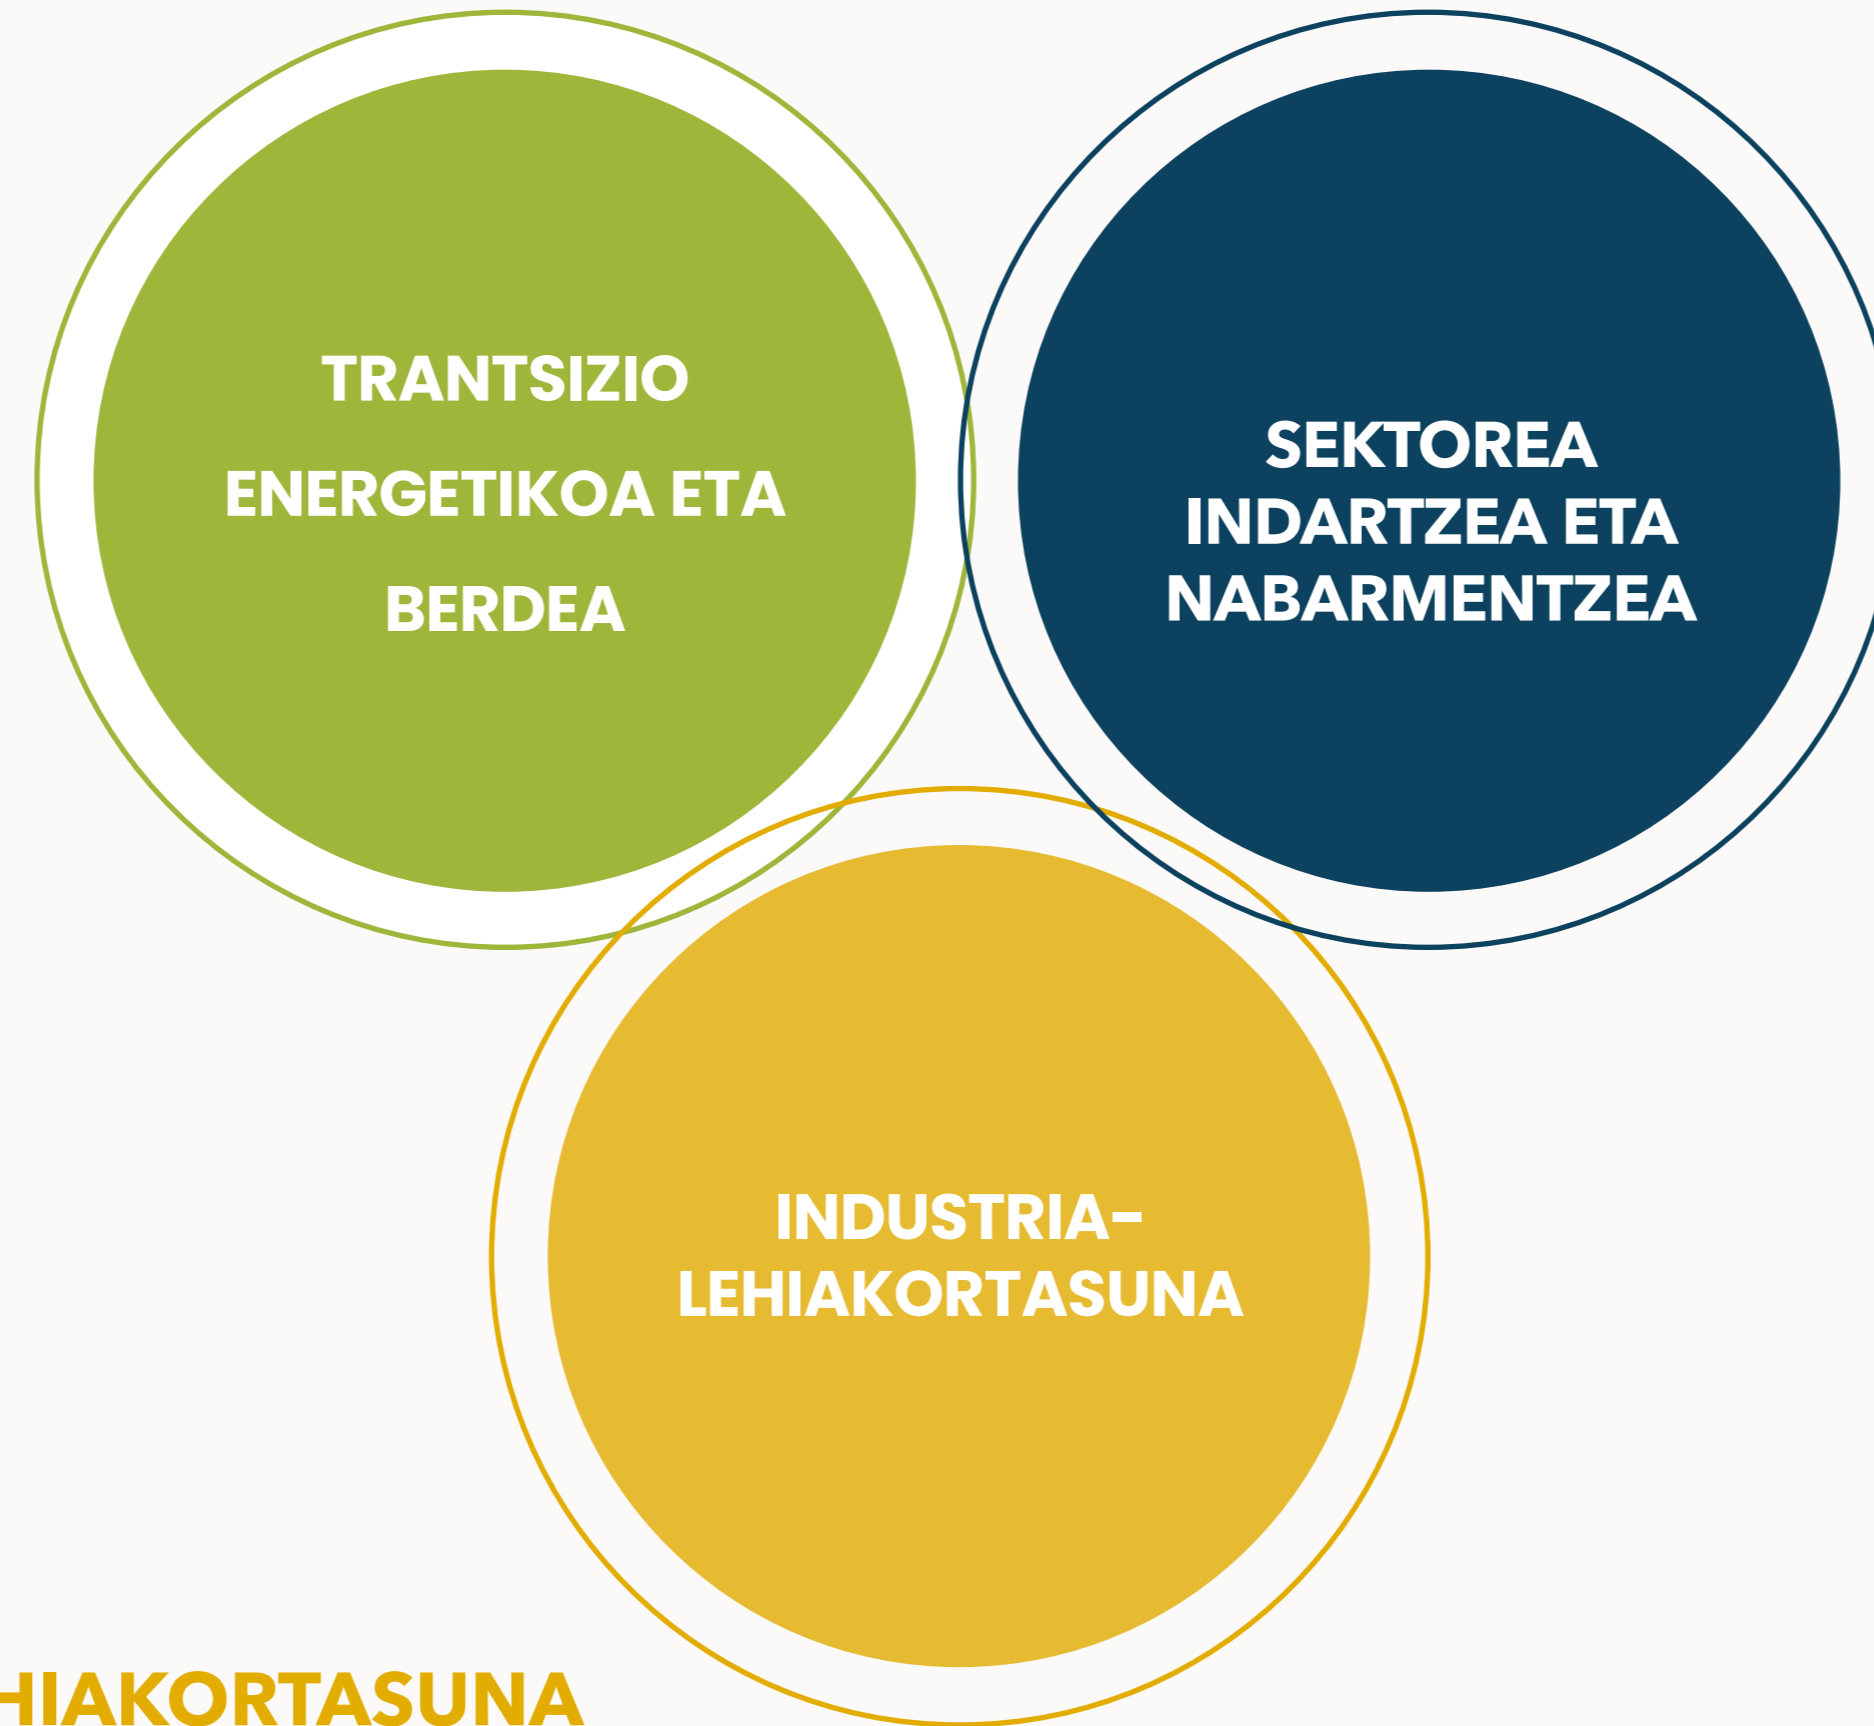 TRANTSIZIO
ENERGETIKOA ETA
BERDEA
SEKTOREA
INDARTZEA ETA
NABARMENTZEA
INDUSTRIA-
LEHIAKORTASUNA
HIAKORTASUNA